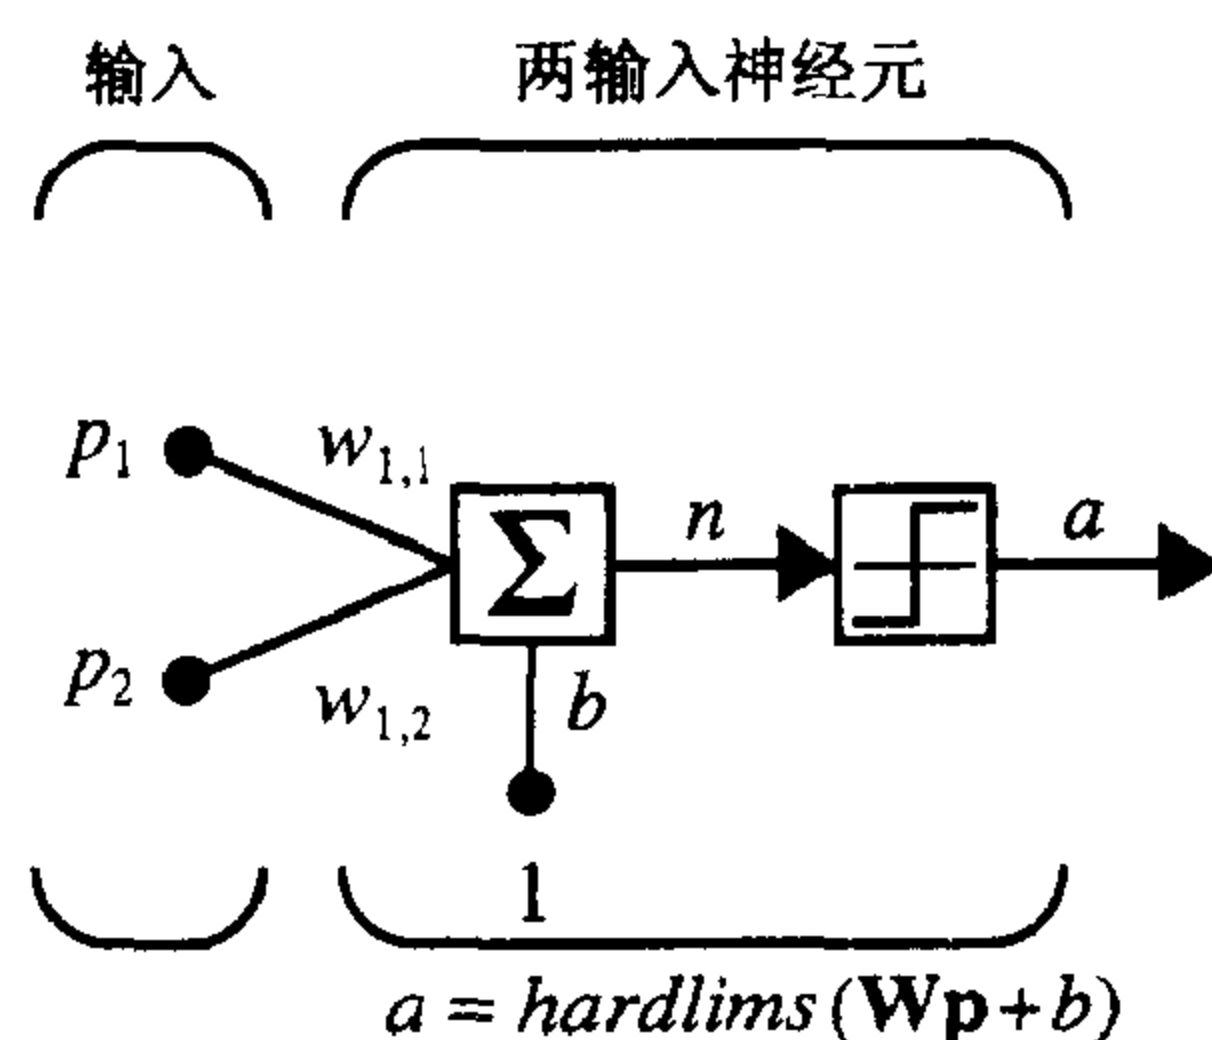 输入
两输入神经元
p₁
w₁,₁
Σ
n
a
p₂
w₁,₂
b
1
a = hardlims (Wp + b)